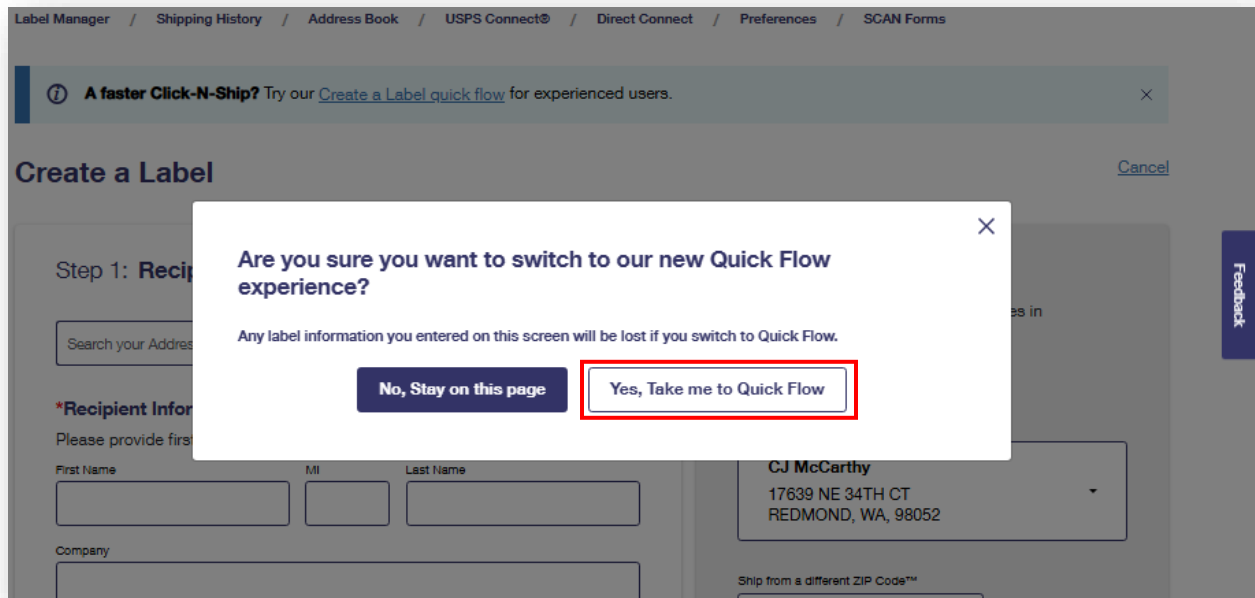 Label Manager / Shipping History / Address Book / USPS Connect® / Direct Connect / Preferences / SCAN Forms
A faster Click-N-Ship? Try our Create a Label quick flow for experienced users.
Create a Label
Cancel
Are you sure you want to switch to our new Quick Flow
experience?
Any label information you entered on this screen will be lost if you switch to Quick Flow.
No, Stay on this page
Yes, Take me to Quick Flow
Step 1: Recip
es in
Search your Addres
*Recipient Infor
Please provide first
First Name
MI
Last Name
Company
CJ McCarthy
17639 NE 34TH CT
REDMOND, WA, 98052
Ship from a different ZIP Code™
Feedback